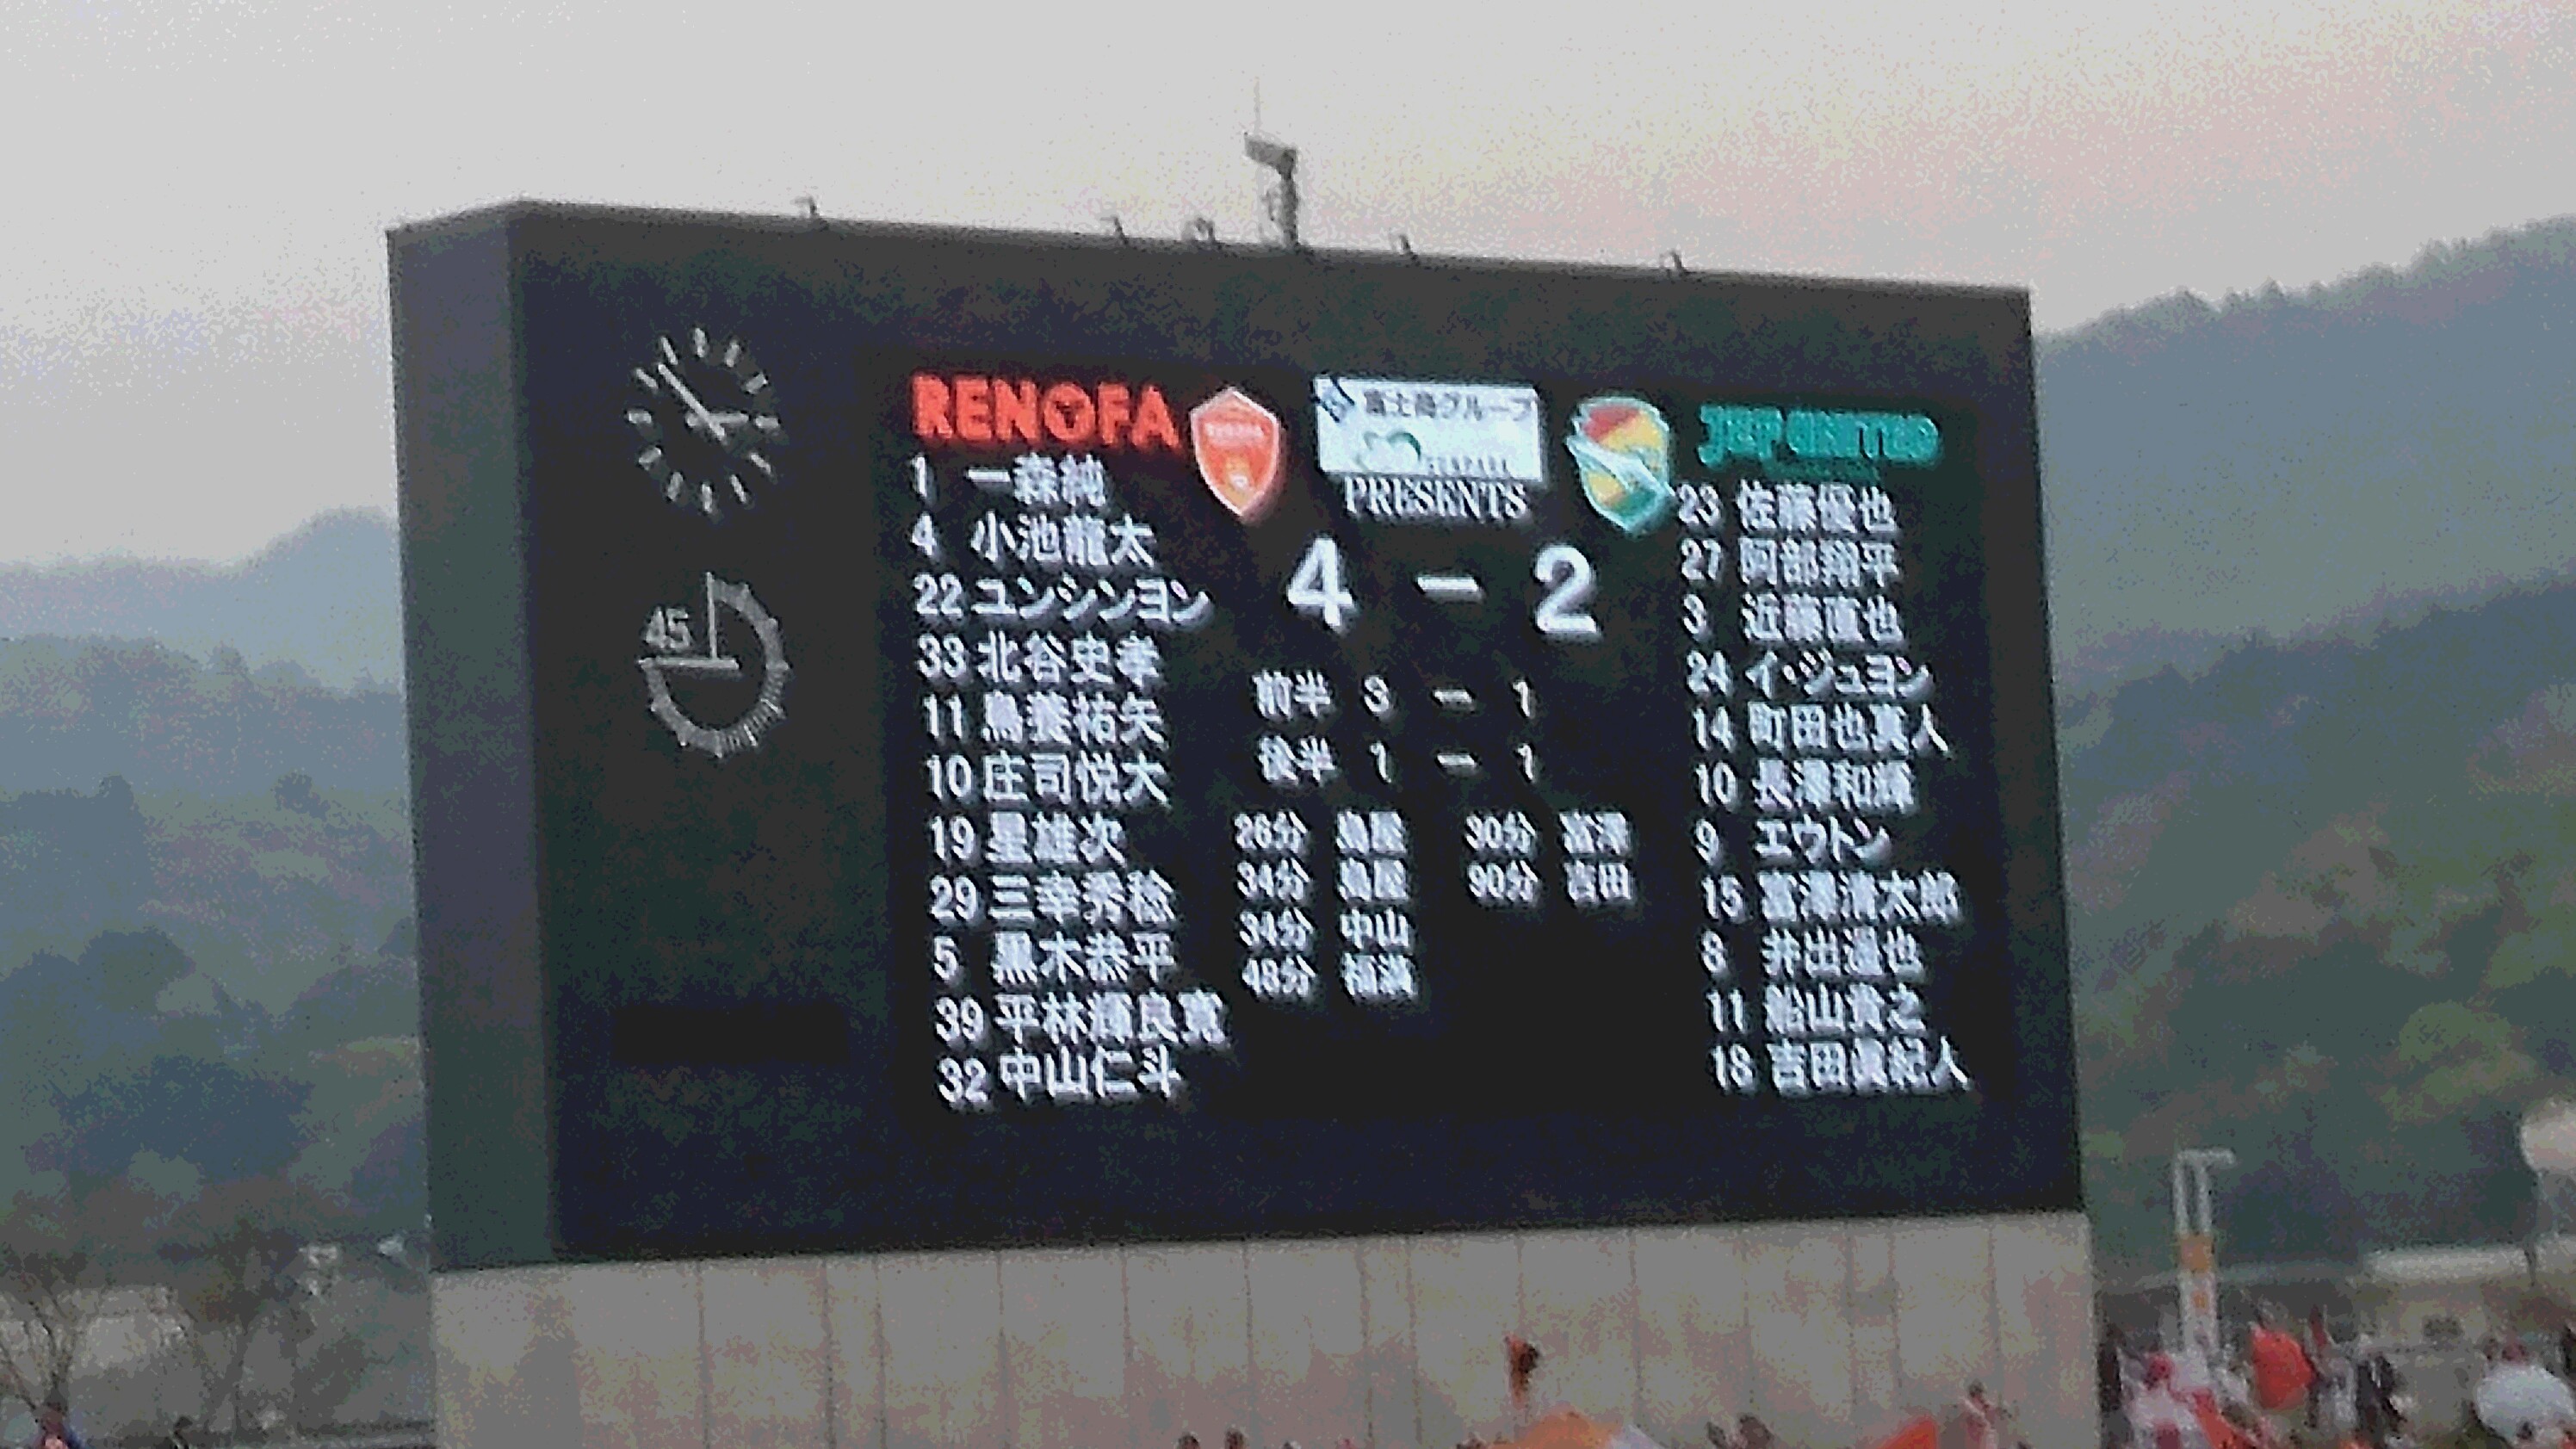 RENOFA
富士商グループ
PRESENTS
JEF UNITED
4 - 2
前半 3 - 1
後半 1 - 1
26分 島屋 30分 富澤
34分 島屋 90分 吉田
34分 中山
48分 福満
1 一森純
4 小池龍太
22 ユンシンヨン
33 北谷史孝
11 鳥養祐矢
10 庄司悦大
19 星雄次
29 三幸秀稔
5 黒木恭平
39 平林輝良寛
32 中山仁斗
23 佐藤優也
27 阿部翔平
3 近藤直也
24 イ・ジュヨン
14 町田也真人
10 長澤和輝
9 エウトン
15 富澤清太郎
8 井出遥也
11 船山貴之
18 吉田眞紀人
45